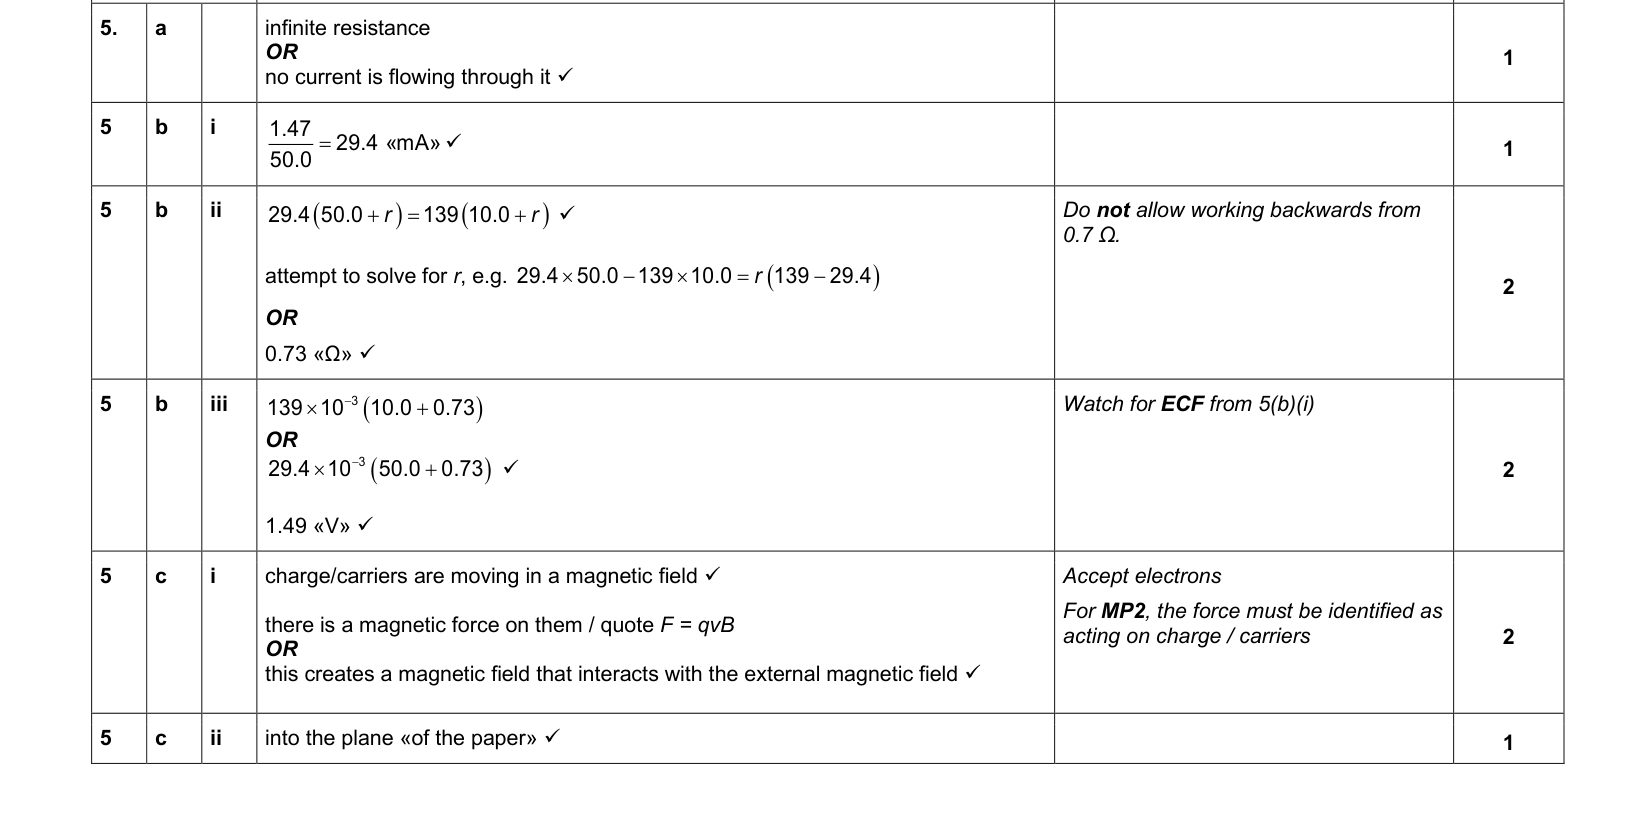 5. a infinite resistance
OR
no current is flowing through it ✓
1
5 b i 1.47/50.0 = 29.4 «mA» ✓
1
5 b ii 29.4(50.0 + r) = 139(10.0 + r) ✓
Do not allow working backwards from
0.7 Ω.
attempt to solve for r, e.g. 29.4 × 50.0 − 139 × 10.0 = r(139 − 29.4)
OR
0.73 «Ω» ✓
2
5 b iii 139 × 10⁻³ (10.0 + 0.73)
OR
29.4 × 10⁻³ (50.0 + 0.73) ✓
1.49 «V» ✓
Watch for ECF from 5(b)(i)
2
5 c i charge/carriers are moving in a magnetic field ✓
there is a magnetic force on them / quote F = qvB
OR
this creates a magnetic field that interacts with the external magnetic field ✓
Accept electrons
For MP2, the force must be identified as
acting on charge / carriers
2
5 c ii into the plane «of the paper» ✓
1